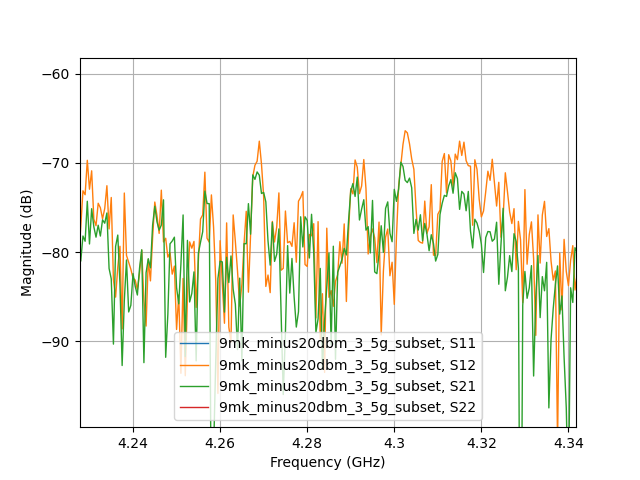 −60
−70
−80
−90
Magnitude (dB)
9mk_minus20dbm_3_5g_subset, S11
9mk_minus20dbm_3_5g_subset, S12
9mk_minus20dbm_3_5g_subset, S21
9mk_minus20dbm_3_5g_subset, S22
4.24
4.26
4.28
4.3
4.32
4.34
Frequency (GHz)